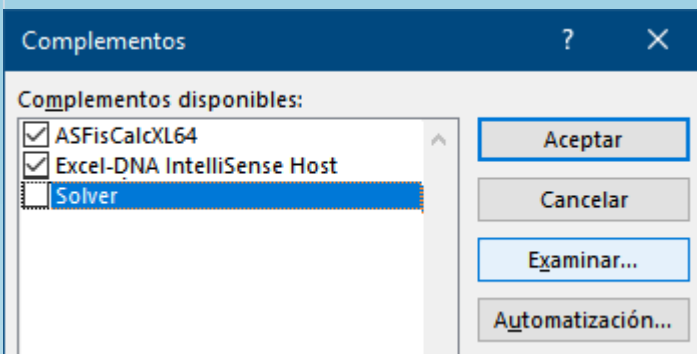 Complementos
?
×
Complementos disponibles:
ASFisCalcXL64
Excel-DNA IntelliSense Host
Solver
Aceptar
Cancelar
Examinar...
Automatización...